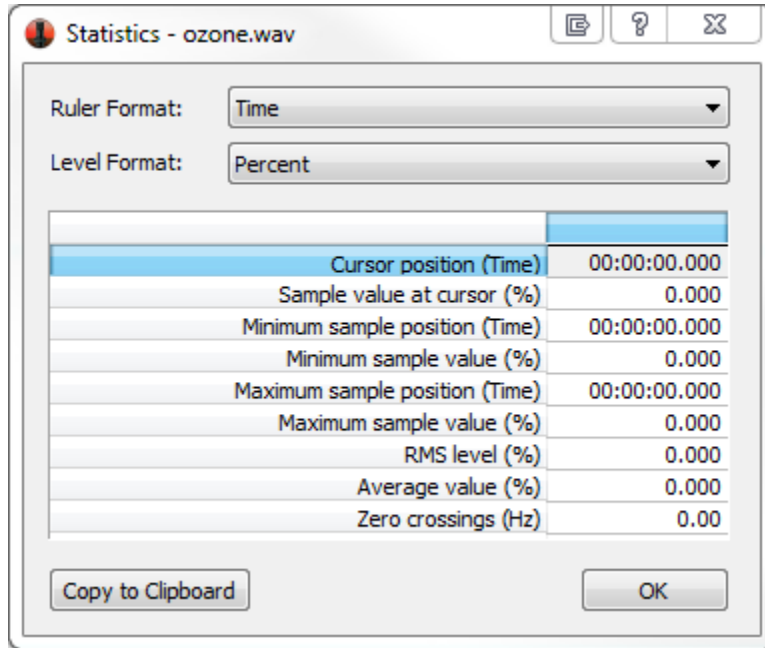 Statistics - ozone.wav
Ruler Format: Time
Level Format: Percent
Cursor position (Time) 00:00:00.000
Sample value at cursor (%) 0.000
Minimum sample position (Time) 00:00:00.000
Minimum sample value (%) 0.000
Maximum sample position (Time) 00:00:00.000
Maximum sample value (%) 0.000
RMS level (%) 0.000
Average value (%) 0.000
Zero crossings (Hz) 0.00
Copy to Clipboard OK